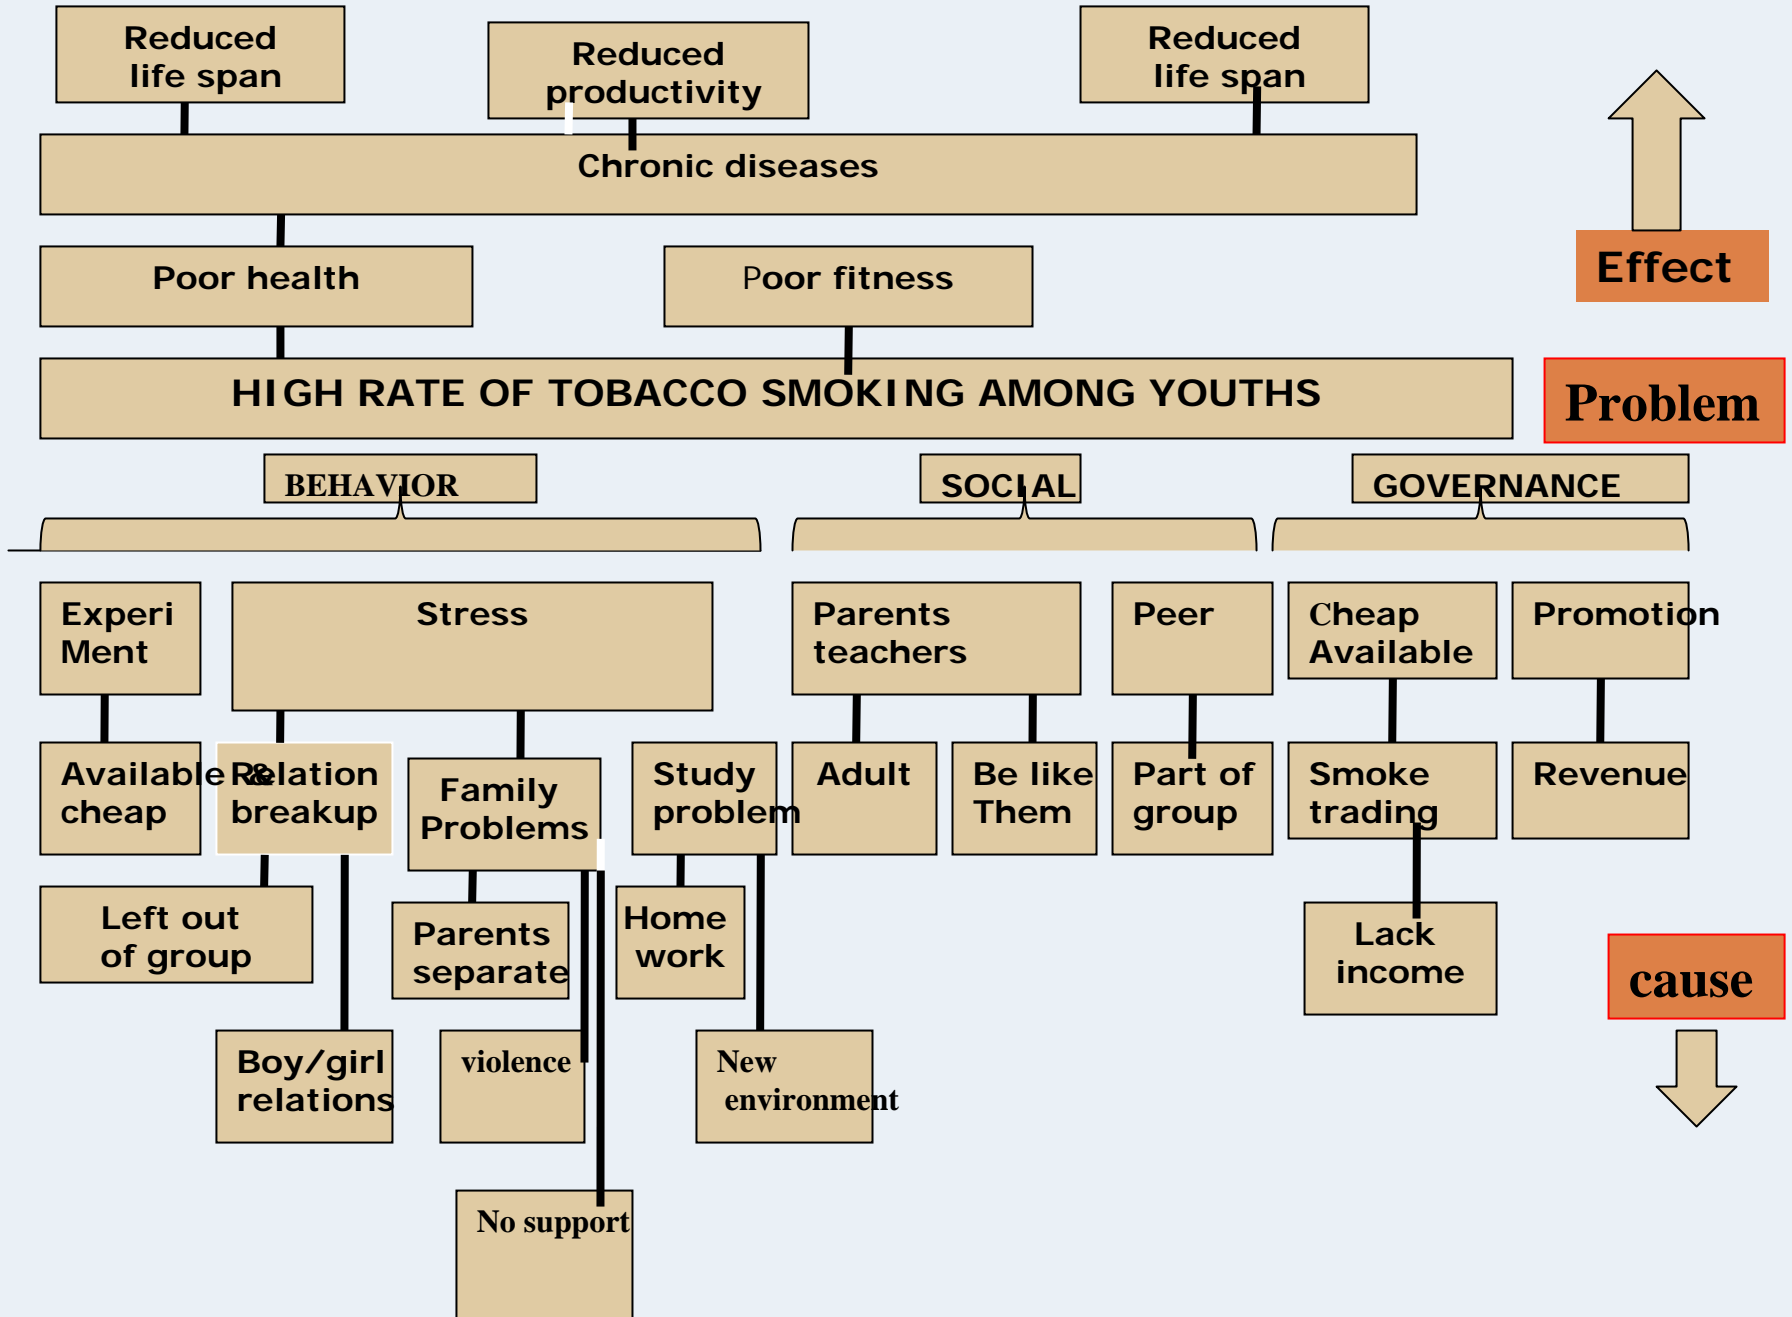 Reduced
life span
Reduced
productivity
Reduced
life span
Chronic diseases
Poor health
Poor fitness
Effect
HIGH RATE OF TOBACCO SMOKING AMONG YOUTHS
Problem
BEHAVIOR
SOCIAL
GOVERNANCE
Experi
Ment
Stress
Parents
teachers
Peer
Cheap
Available
Promotion
Available &
cheap
Relation
breakup
Family
Problems
Study
problem
Adult
Be like
Them
Part of
group
Smoke
trading
Revenue
Left out
of group
Parents
separate
Home
work
Lack
income
cause
Boy/girl
relations
violence
New
environment
No support